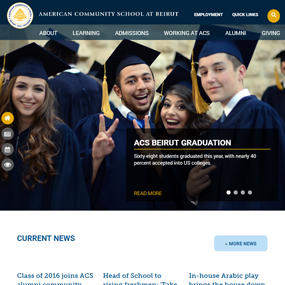 AMERICAN COMMUNITY SCHOOL AT BEIRUT
EMPLOYMENT
QUICK LINKS
ABOUT
LEARNING
ADMISSIONS
WORKING AT ACS
ALUMNI
GIVING
ACS BEIRUT GRADUATION
Sixty-eight students graduated this year, with nearly 40
percent accepted into US colleges.
READ MORE
CURRENT NEWS
+ MORE NEWS
Class of 2016 joins ACS
alumni community
Head of School to
rising freshmen: 'Take
In-house Arabic play
brings the house down